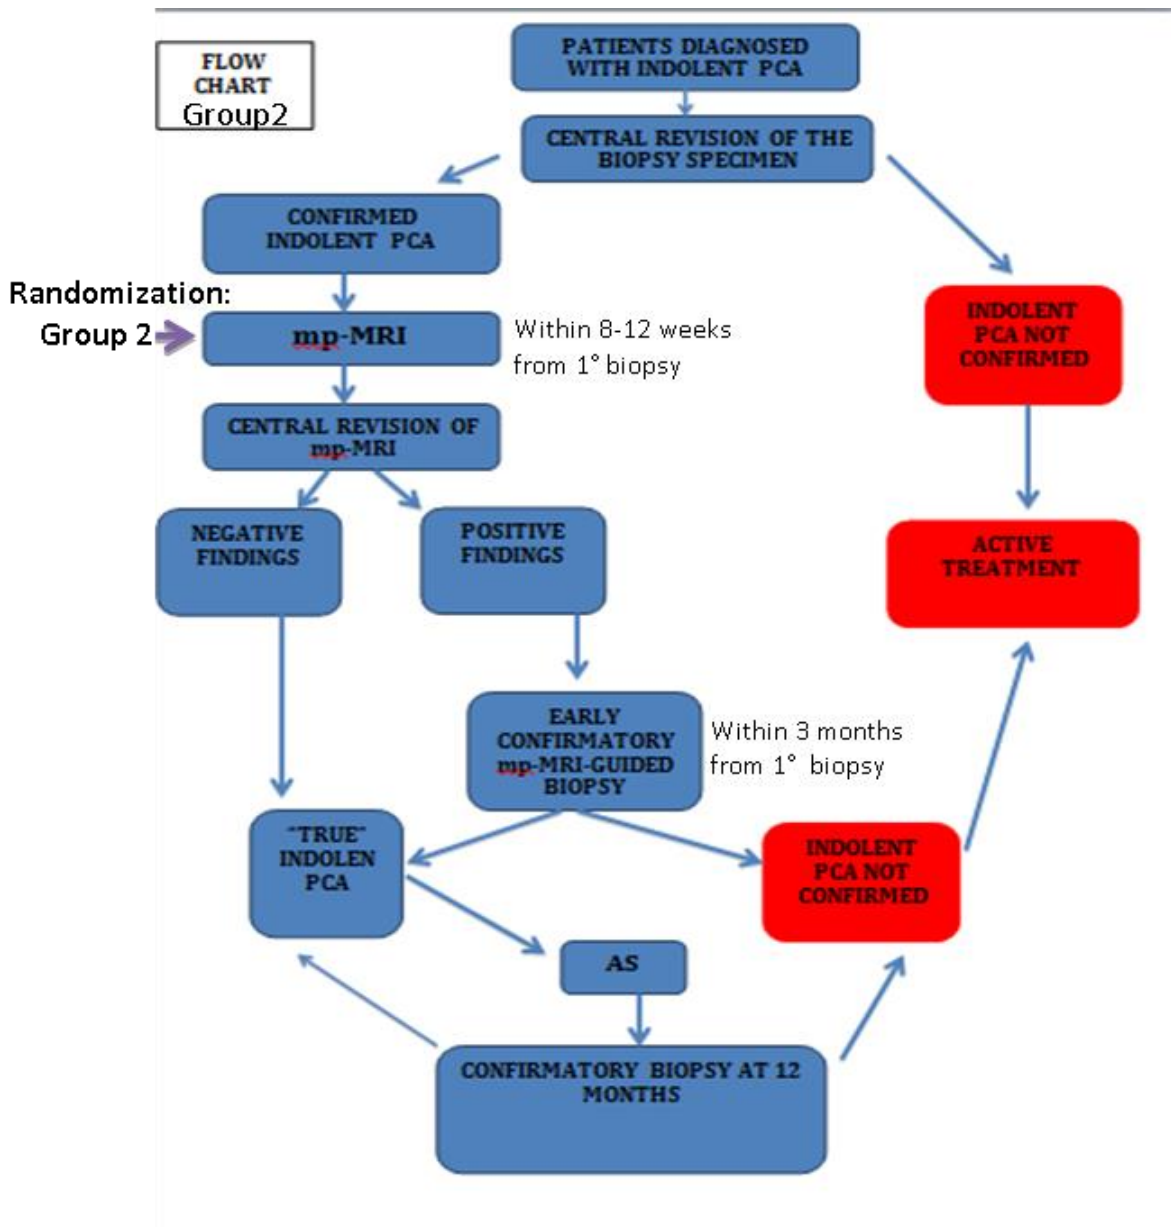 FLOW
CHART
Group2
PATIENTS DIAGNOSED
WITH INDOLENT PCA
CENTRAL REVISION OF THE
BIOPSY SPECIMEN
CONFIRMED
INDOLENT PCA
Randomization:
Group 2
mp-MRI
Within 8-12 weeks
from 1° biopsy
INDOLENT
PCA NOT
CONFIRMED
CENTRAL REVISION OF
mp-MRI
NEGATIVE
FINDINGS
POSITIVE
FINDINGS
ACTIVE
TREATMENT
EARLY
CONFIRMATORY
mp-MRI-GUIDED
BIOPSY
Within 3 months
from 1° biopsy
"TRUE"
INDOLEN
PCA
INDOLENT
PCA NOT
CONFIRMED
AS
CONFIRMATORY BIOPSY AT 12
MONTHS